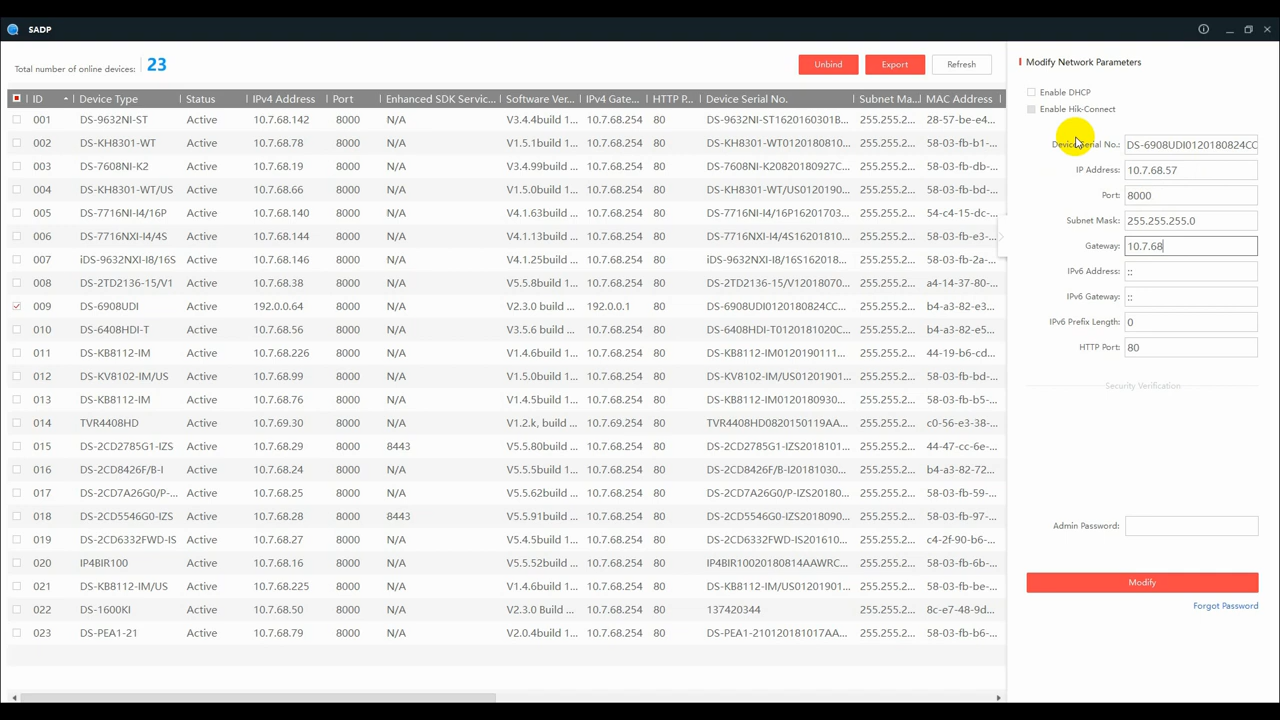 SADP
Total number of online devices: 23
Unbind Export Refresh
ID Device Type Status IPv4 Address Port Enhanced SDK Servic... Software Ver... IPv4 Gate... HTTP P... Device Serial No. Subnet Ma... MAC Address
001 DS-9632NI-ST Active 10.7.68.142 8000 N/A V3.4.4build 1... 10.7.68.254 80 DS-9632NI-ST1620160301B... 255.255.2... 28-57-be-e4...
002 DS-KH8301-WT Active 10.7.68.78 8000 N/A V1.5.1build 1... 10.7.68.254 80 DS-KH8301-WT0120180810... 255.255.2... 58-03-fb-b1-...
003 DS-7608NI-K2 Active 10.7.68.19 8000 N/A V3.4.99build ... 10.7.68.254 80 DS-7608NI-K20820180927C... 255.255.2... 58-03-fb-db-...
004 DS-KH8301-WT/US Active 10.7.68.66 8000 N/A V1.5.0build 1... 10.7.68.254 80 DS-KH8301-WT/US0120180... 255.255.2... 58-03-fb-bd-...
005 DS-7716NI-I4/16P Active 10.7.68.140 8000 N/A V4.1.63build ... 10.7.68.254 80 DS-7716NI-I4/16P16201703... 255.255.2... 54-c4-15-dc-...
006 DS-7716NXI-I4/4S Active 10.7.68.144 8000 N/A V4.1.13build ... 10.7.68.254 80 DS-7716NXI-I4/4S16201810... 255.255.2... 58-03-fb-e3-...
007 iDS-9632NXI-I8/16S Active 10.7.68.146 8000 N/A V4.1.25build ... 10.7.68.254 80 iDS-9632NXI-I8/16S162018... 255.255.2... 58-03-fb-2a-...
008 DS-2TD2136-15/V1 Active 10.7.68.38 8000 N/A V5.5.8build 1... 10.7.68.254 80 DS-2TD2136-15/V120180... 255.255.2... a4-14-37-80-...
009 DS-6908UDI Active 192.0.0.64 8000 N/A V2.3.0 build ... 192.0.0.1 80 DS-6908UDI0120180824CC... 255.255.2... b4-a3-82-e3...
010 DS-6408HDI-T Active 10.7.68.56 8000 N/A V3.5.6 build ... 10.7.68.254 80 DS-6408HDI-T0120181020C... 255.255.2... b4-a3-82-e5...
011 DS-KB8112-IM Active 10.7.68.226 8000 N/A V1.4.6build 1... 10.7.68.254 80 DS-KB8112-IM0120190111... 255.255.2... 44-19-b6-cd...
012 DS-KV8102-IM/US Active 10.7.68.99 8000 N/A V1.5.0build 1... 10.7.68.254 80 DS-KV8102-IM/US01201901... 255.255.2... 58-03-fb-bd-...
013 DS-KB8112-IM Active 10.7.68.76 8000 N/A V1.4.5build 1... 10.7.68.254 80 DS-KB8112-IM0120180930... 255.255.2... 58-03-fb-b5-...
014 TVR4408HD Active 10.7.69.30 8000 N/A V1.2.k, build ... 10.7.68.254 80 TVR4408HD0820150119AA... 255.255.2... c0-56-e3-38-...
015 DS-2CD2785G1-IZS Active 10.7.68.29 8000 8443 V5.5.80build ... 10.7.68.254 80 DS-2CD2785G1-IZS2018101... 255.255.2... 44-47-cc-6e-...
016 DS-2CD8426F/B-I Active 10.7.68.24 8000 N/A V5.5.5build 1... 10.7.68.254 80 DS-2CD8426F/B-I20181030... 255.255.2... b4-a3-82-72...
017 DS-2CD7A26G0/P-... Active 10.7.68.25 8000 N/A V5.5.62build ... 10.7.68.254 80 DS-2CD7A26G0/P-IZS20180... 255.255.2... 58-03-fb-59-...
018 DS-2CD5546G0-IZS Active 10.7.68.28 8000 8443 V5.5.91build ... 10.7.68.254 80 DS-2CD5546G0-IZS2018090... 255.255.2... 58-03-fb-97-...
019 DS-2CD6332FWD-IS Active 10.7.68.27 8000 N/A V5.4.5build 1... 10.7.68.254 80 DS-2CD6332FWD-IS201610... 255.255.2... c4-2f-90-b6-...
020 IP4BIR100 Active 10.7.68.16 8000 N/A V5.5.52build ... 10.7.68.254 80 IP4BIR10020180814AAWRC... 255.255.2... 58-03-fb-6b-...
021 DS-KB8112-IM/US Active 10.7.68.225 8000 N/A V1.4.6build 1... 10.7.68.254 80 DS-KB8112-IM/US01201901... 255.255.2... 58-03-fb-be-...
022 DS-1600KI Active 10.7.68.50 8000 N/A V2.3.0 Build ... 10.7.68.254 80 137420344 255.255.2... 8c-e7-48-9d...
023 DS-PEA1-21 Active 10.7.68.79 8000 N/A V2.0.4build 1... 10.7.68.254 80 DS-PEA1-210120181017AA... 255.255.2... 58-03-fb-b6-...
Modify Network Parameters
Enable DHCP
Enable Hik-Connect
Device Serial No.: DS-6908UDI0120180824CC
IP Address: 10.7.68.57
Port: 8000
Subnet Mask: 255.255.255.0
Gateway: 10.7.68
IPv6 Address: ::
IPv6 Gateway: ::
IPv6 Prefix Length: 0
HTTP Port: 80
Security Verification
Admin Password:
Modify
Forgot Password